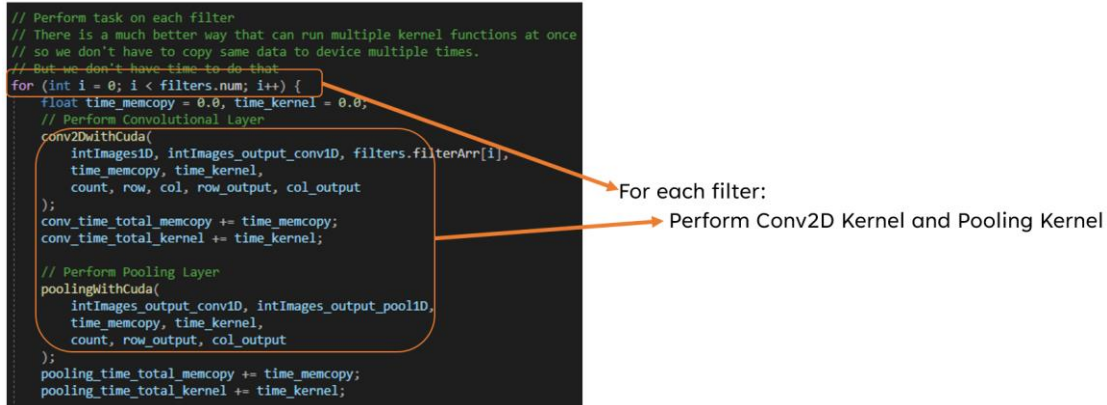 // Perform task on each filter
// There is a much better way that can run multiple kernel functions at once
// so we don't have to copy same data to device multiple times.
// But we don't have time to do that
for (int i = 0; i < filters.num; i++) {
    float time_memcopy = 0.0, time_kernel = 0.0;
    // Perform Convolutional Layer
    conv2DwithCuda(
        intImages1D, intImages_output_conv1D, filters.filterArr[i],
        time_memcopy, time_kernel,
        count, row, col, row_output, col_output
    );
    conv_time_total_memcopy += time_memcopy;
    conv_time_total_kernel += time_kernel;
    // Perform Pooling Layer
    poolingWithCuda(
        intImages_output_conv1D, intImages_output_pool1D,
        time_memcopy, time_kernel,
        count, row_output, col_output
    );
    pooling_time_total_memcopy += time_memcopy;
    pooling_time_total_kernel += time_kernel;
For each filter:
Perform Conv2D Kernel and Pooling Kernel